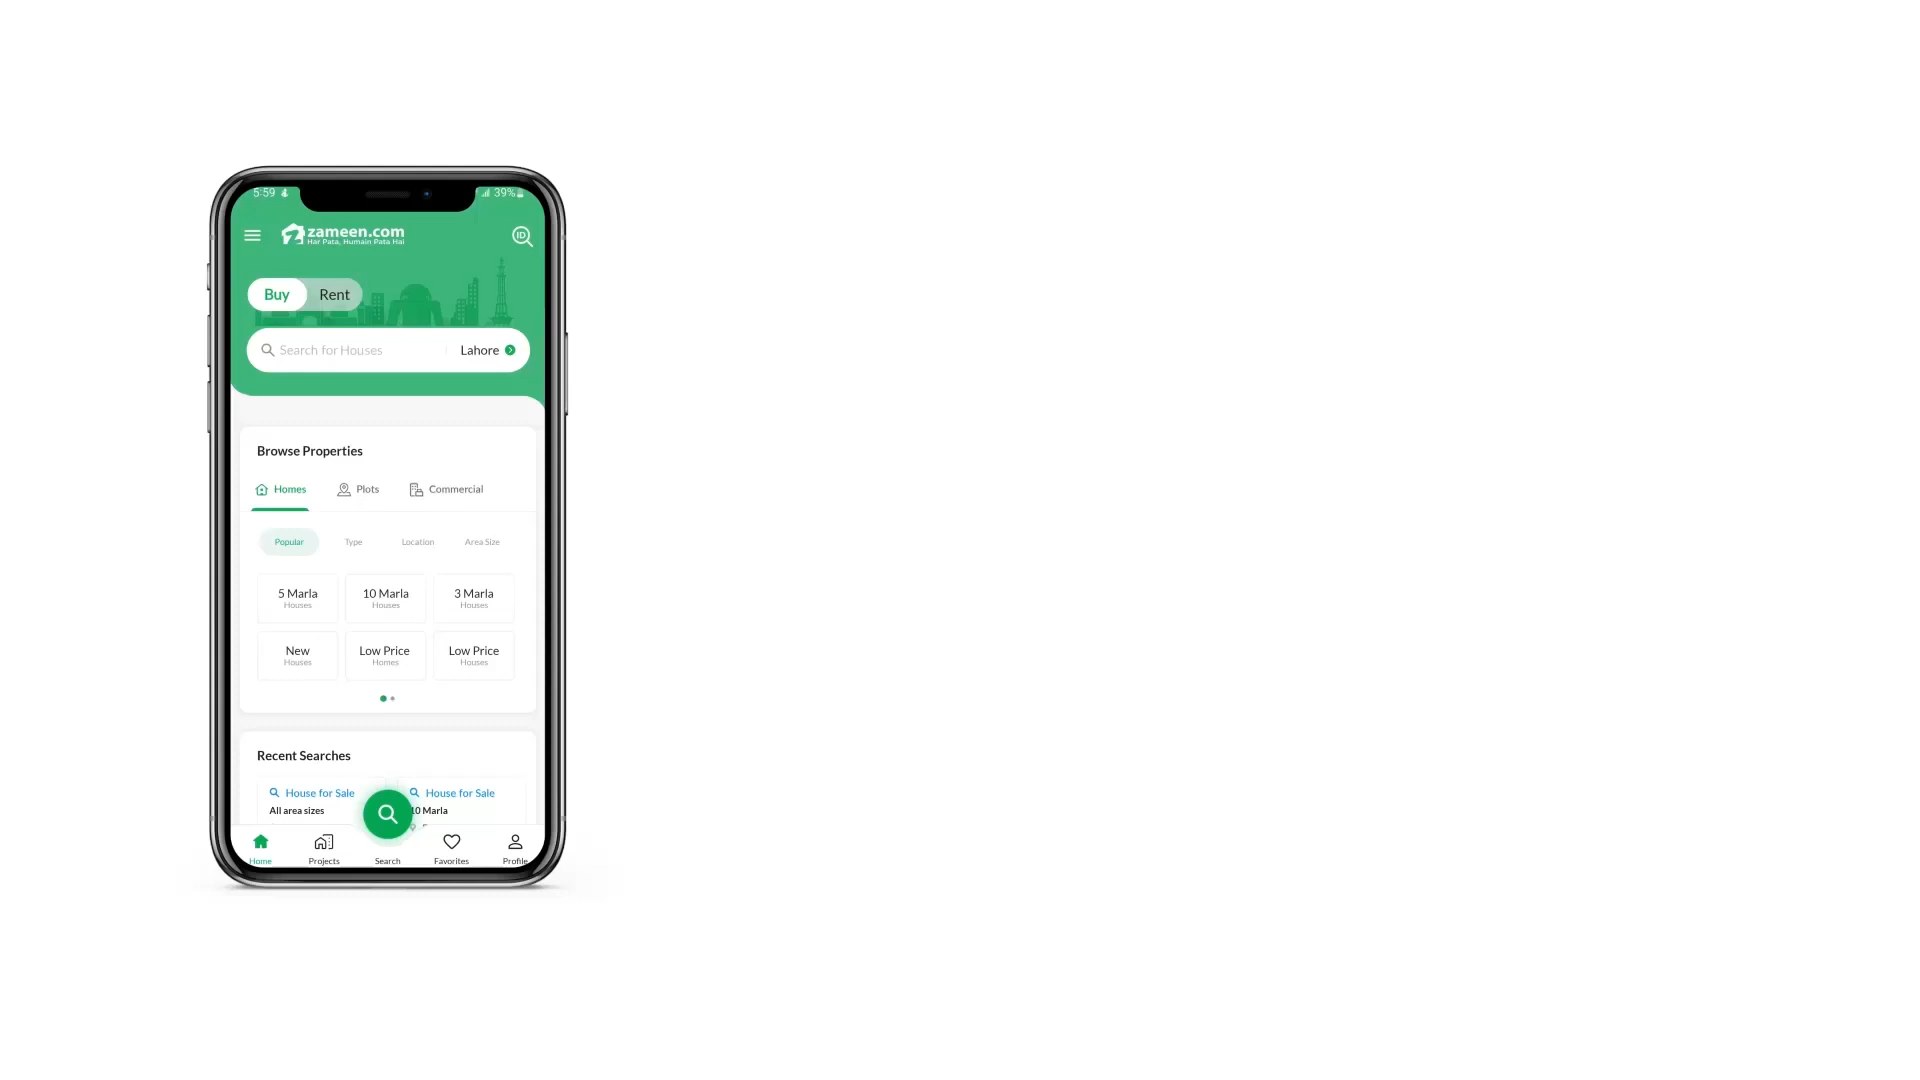 5:59
39%
zameen.com
Har Pata, Humain Pata Hai
ID
Buy Rent
Search for Houses Lahore
Browse Properties
Homes Plots Commercial
Popular Type Location Area Size
5 Marla 10 Marla 3 Marla
Houses Houses Houses
New Low Price Low Price
Houses Homes Houses
Recent Searches
House for Sale House for Sale
All area sizes 10 Marla
Home Projects Search Favorites Profile